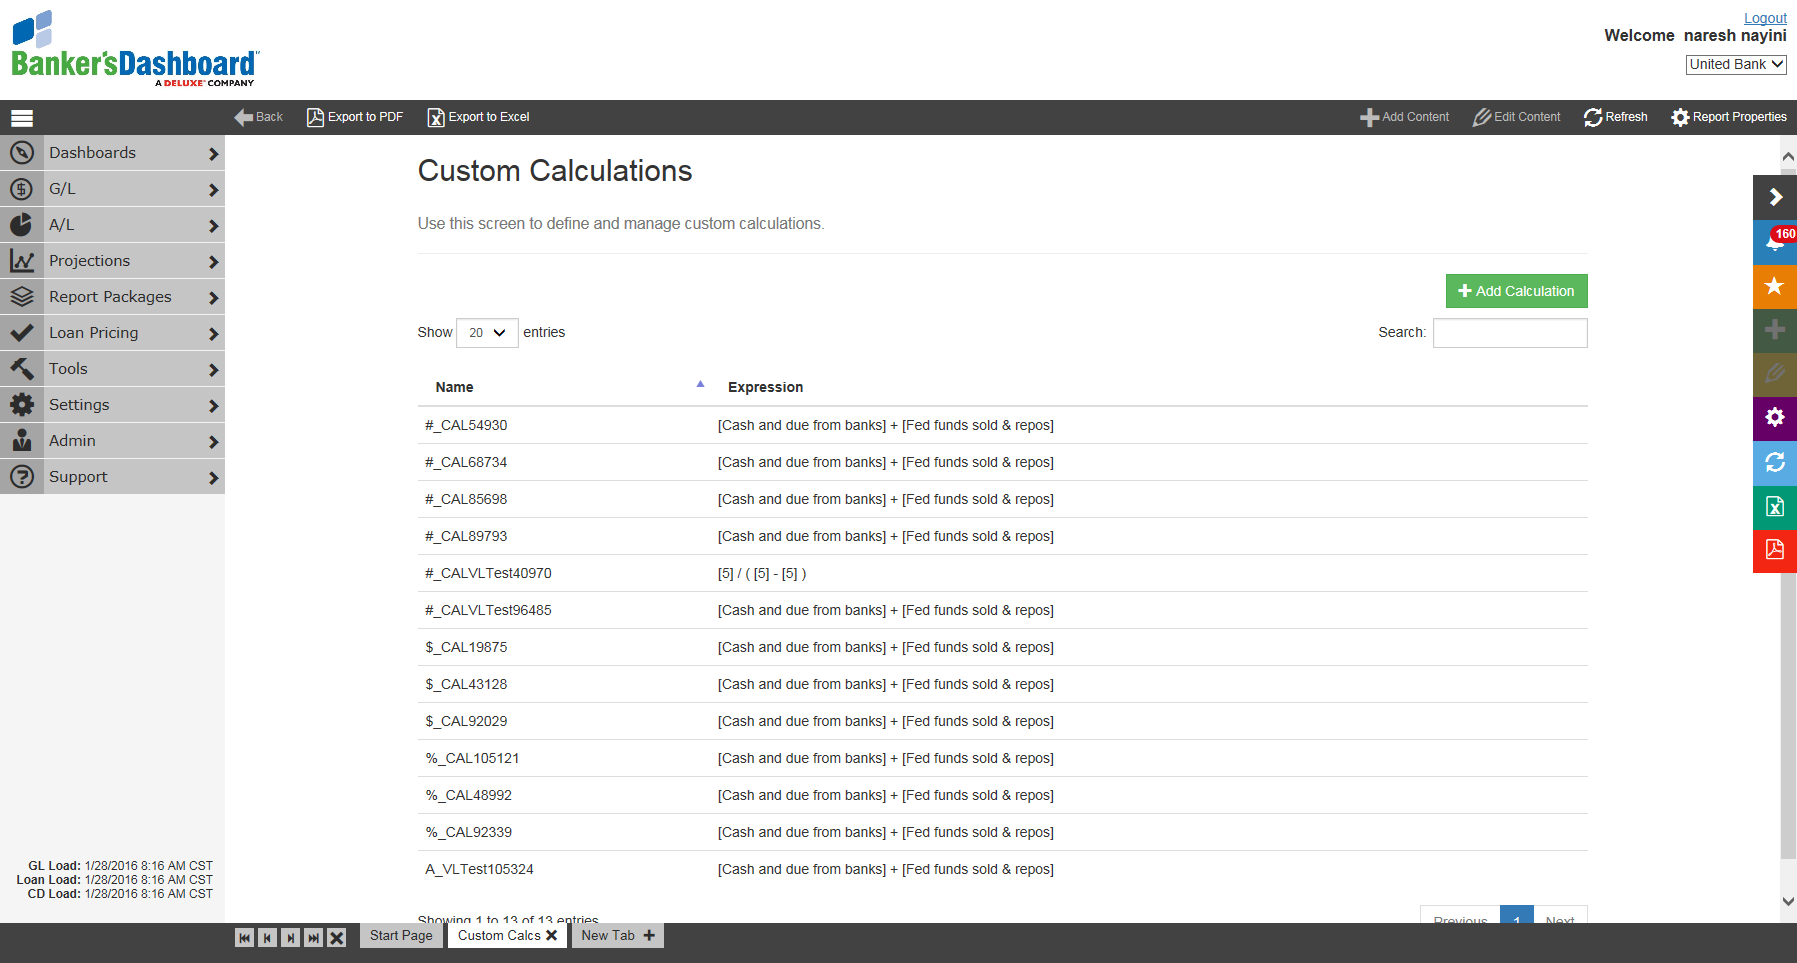 Logout
Welcome naresh nayini
United Bank
Banker'sDashboard
A DELUXE COMPANY
Back
Export to PDF
Export to Excel
Add Content
Edit Content
Refresh
Report Properties
Dashboards
G/L
A/L
Projections
Report Packages
Loan Pricing
Tools
Settings
Admin
Support
GL Load: 1/28/2016 8:16 AM CST
Loan Load: 1/28/2016 8:16 AM CST
CD Load: 1/28/2016 8:16 AM CST
Custom Calculations
Use this screen to define and manage custom calculations.
Add Calculation
Show 20 entries
Search:
Name Expression
#_CAL54930 [Cash and due from banks] + [Fed funds sold & repos]
#_CAL68734 [Cash and due from banks] + [Fed funds sold & repos]
#_CAL85698 [Cash and due from banks] + [Fed funds sold & repos]
#_CAL89793 [Cash and due from banks] + [Fed funds sold & repos]
#_CALVLTest40970 [5] / ( [5] - [5] )
#_CALVLTest96485 [Cash and due from banks] + [Fed funds sold & repos]
$_CAL19875 [Cash and due from banks] + [Fed funds sold & repos]
$_CAL43128 [Cash and due from banks] + [Fed funds sold & repos]
$_CAL92029 [Cash and due from banks] + [Fed funds sold & repos]
%_CAL105121 [Cash and due from banks] + [Fed funds sold & repos]
%_CAL48992 [Cash and due from banks] + [Fed funds sold & repos]
%_CAL92339 [Cash and due from banks] + [Fed funds sold & repos]
A_VLTest105324 [Cash and due from banks] + [Fed funds sold & repos]
Showing 1 to 13 of 13 entries
Previous 1 Next
160
Start Page
Custom Calcs
New Tab